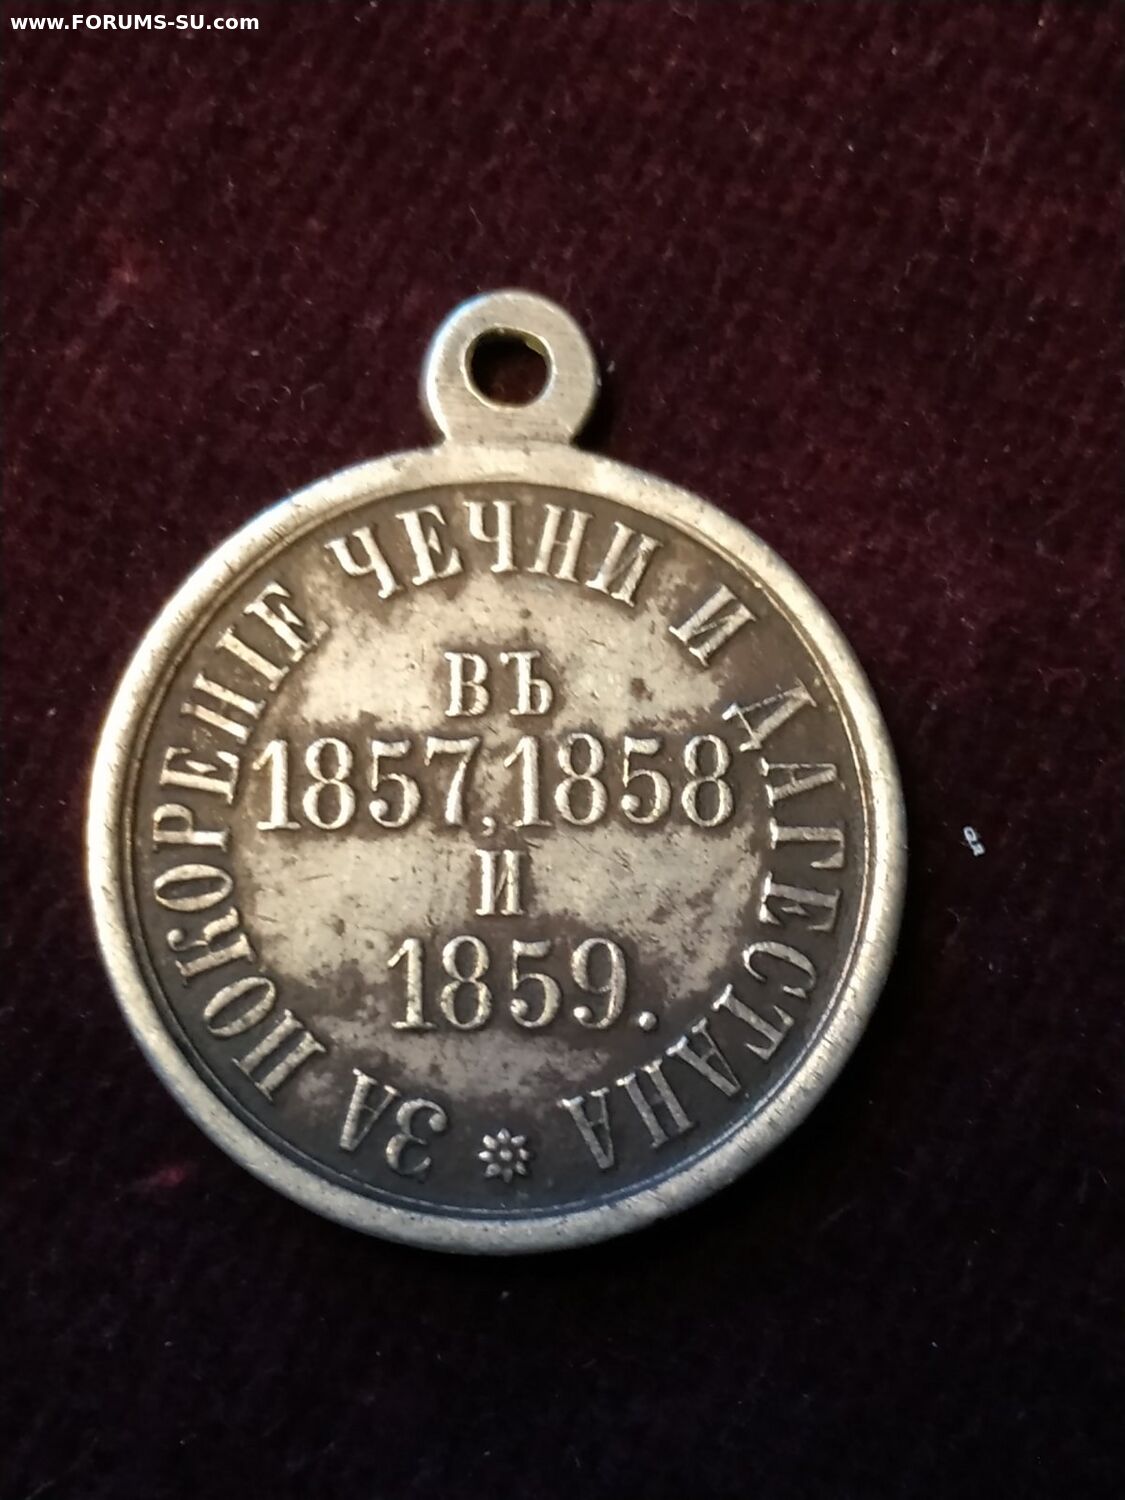 www.FORUMS-SU.com
ЗА ПОКОРЕНІЕ ЧЕЧНИ И ДАГЕСТАНА
ВЪ
1857, 1858
И
1859.